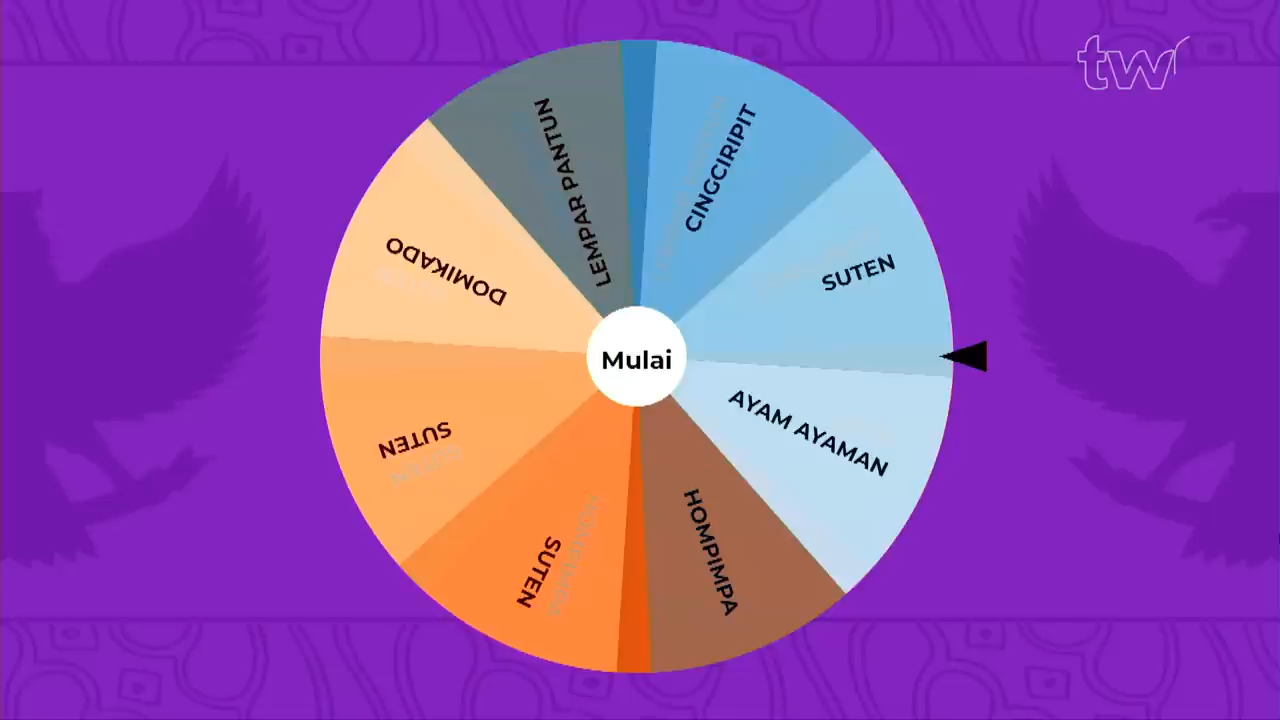 tw
LEMPAR PANTUN
CINGCIRIPIT
SUTEN
AYAM AYAMAN
HOMPIMPA
SUTEN
SUTEN
DOMIKADO
Mulai